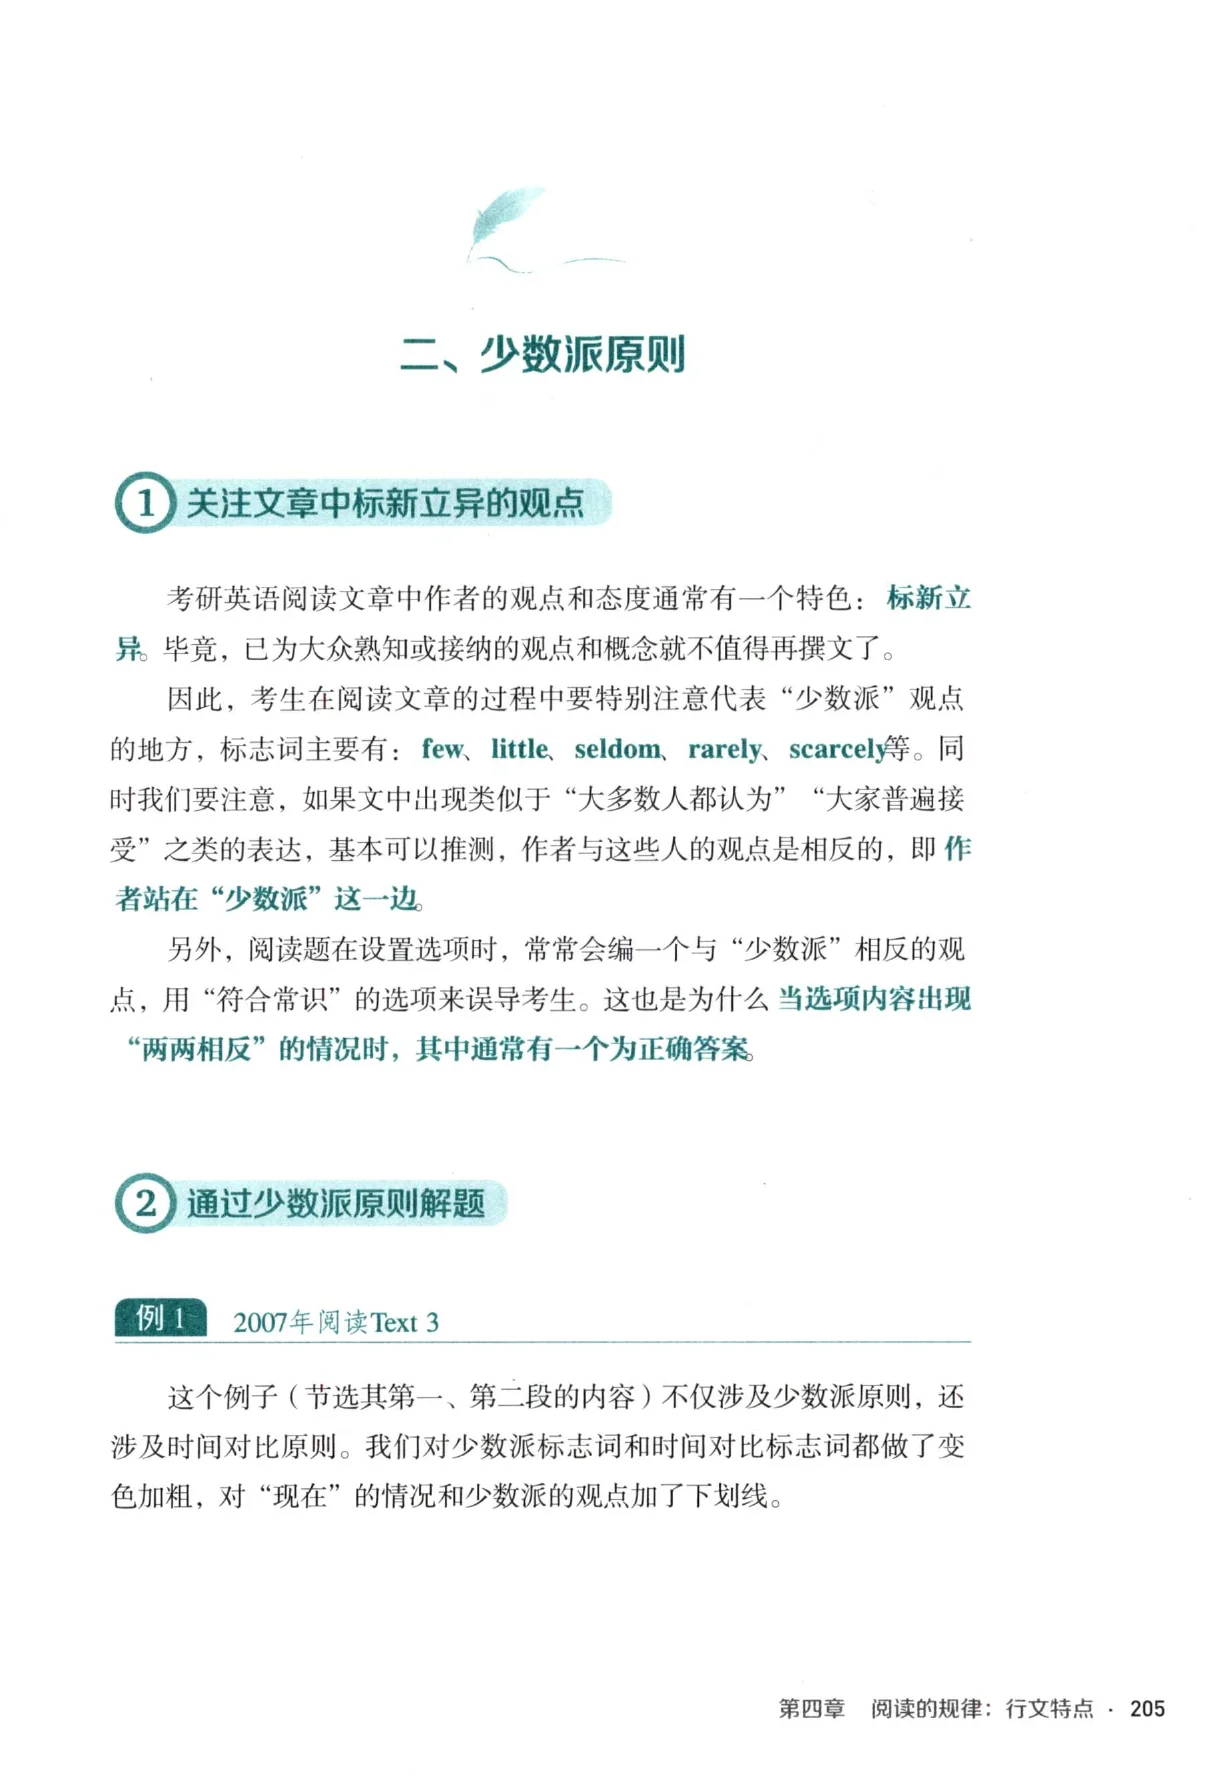 二、少数派原则
1 关注文章中标新立异的观点
考研英语阅读文章中作者的观点和态度通常有一个特色：标新立
异。毕竟，已为大众熟知或接纳的观点和概念就不值得再撰文了。
因此，考生在阅读文章的过程中要特别注意代表“少数派”观点
的地方，标志词主要有：few、little、seldom、rarely、scarcely等。同
时我们要注意，如果文中出现类似于“大多数人都认为”“大家普遍接
受”之类的表达，基本可以推测，作者与这些人的观点是相反的，即作
者站在“少数派”这一边。
另外，阅读题在设置选项时，常常会编一个与“少数派”相反的观
点，用“符合常识”的选项来误导考生。这也是为什么当选项内容出现
“两两相反”的情况时，其中通常有一个为正确答案。
2 通过少数派原则解题
例 1 2007年阅读Text 3
这个例子（节选其第一、第二段的内容）不仅涉及少数派原则，还
涉及时间对比原则。我们对少数派标志词和时间对比标志词都做了变
色加粗，对“现在”的情况和少数派的观点加了下划线。
第四章 阅读的规律：行文特点 · 205